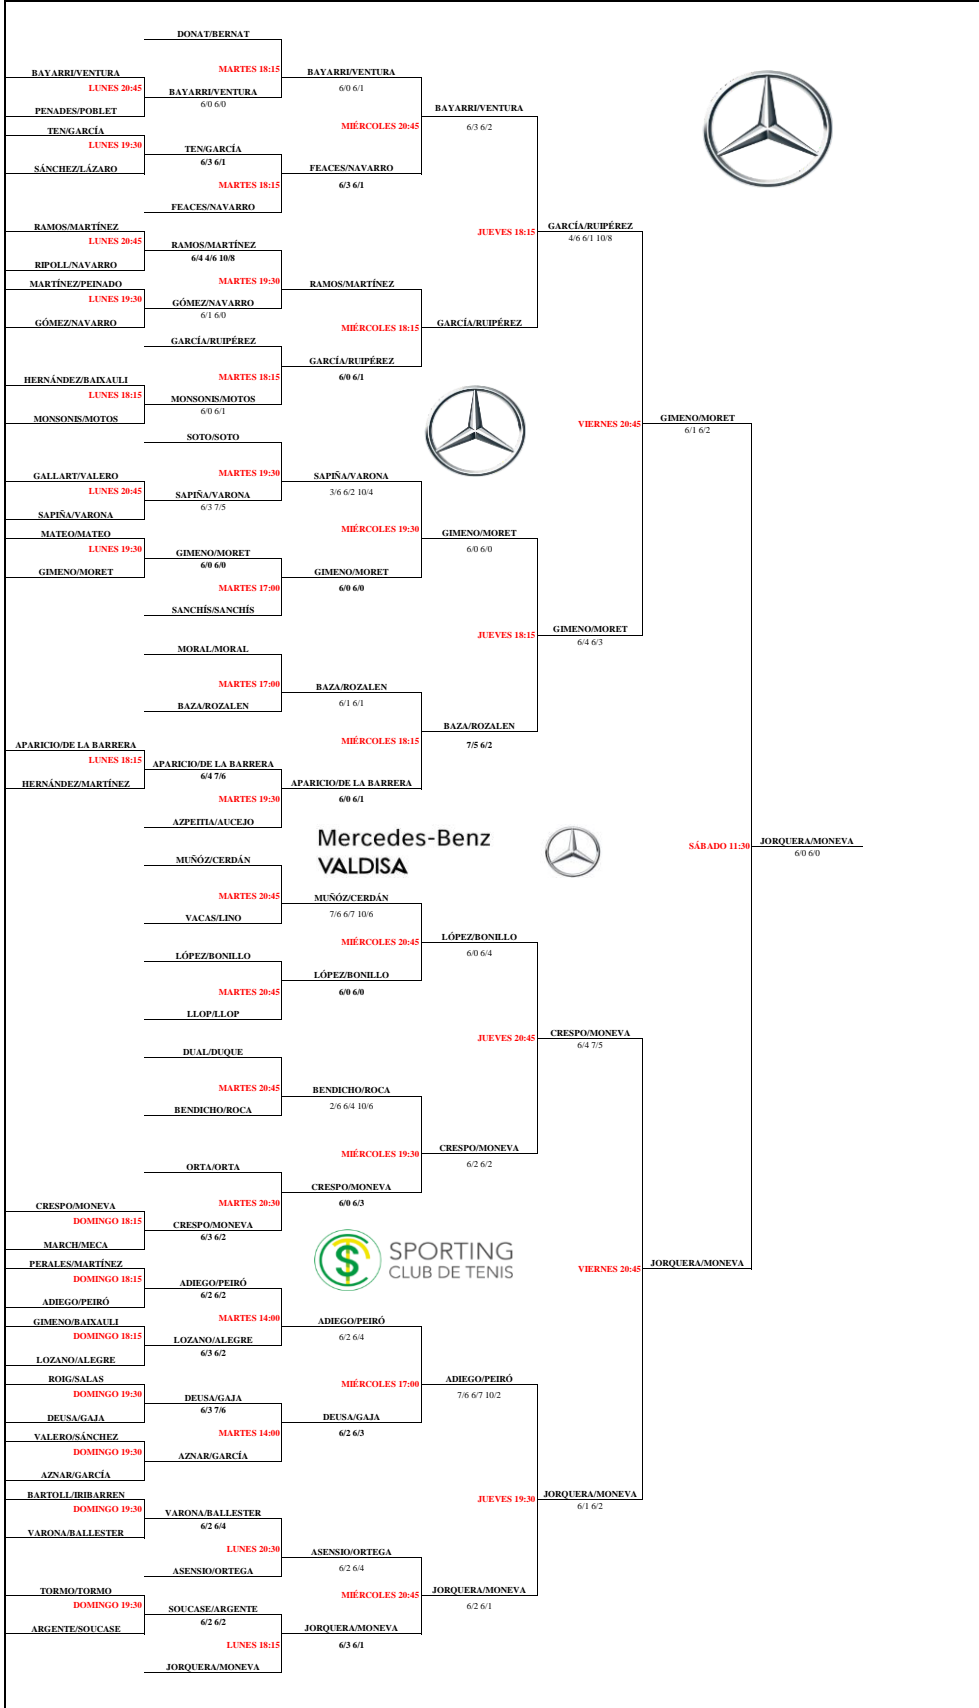 DONAT/BERNAT
MARTES 18:15
BAYARRI/VENTURA
BAYARRI/VENTURA
LUNES 20:45
6/0 6/1
BAYARRI/VENTURA
6/0 6/0
PENADES/POBLET
BAYARRI/VENTURA
MIÉRCOLES 20:45
6/3 6/2
TEN/GARCÍA
LUNES 19:30
TEN/GARCÍA
6/3 6/1
SÁNCHEZ/LÁZARO
FEACES/NAVARRO
MARTES 18:15
6/3 6/1
FEACES/NAVARRO
RAMOS/MARTÍNEZ
JUEVES 18:15
GARCÍA/RUIPÉREZ
4/6 6/1 10/8
LUNES 20:45
RAMOS/MARTÍNEZ
6/4 4/6 10/8
RIPOLL/NAVARRO
MARTES 19:30
MARTÍNEZ/PEINADO
RAMOS/MARTÍNEZ
LUNES 19:30
GÓMEZ/NAVARRO
6/1 6/0
GÓMEZ/NAVARRO
MIÉRCOLES 18:15
GARCÍA/RUIPÉREZ
GARCÍA/RUIPÉREZ
GARCÍA/RUIPÉREZ
MARTES 18:15
6/0 6/1
HERNÁNDEZ/BAIXAULI
LUNES 18:15
MONSONIS/MOTOS
6/0 6/1
MONSONIS/MOTOS
VIERNES 20:45
GIMENO/MORET
6/1 6/2
SOTO/SOTO
MARTES 19:30
SAPIÑA/VARONA
GALLART/VALERO
LUNES 20:45
3/6 6/2 10/4
SAPIÑA/VARONA
6/3 7/5
SAPIÑA/VARONA
MIÉRCOLES 19:30
GIMENO/MORET
MATEO/MATEO
LUNES 19:30
6/0 6/0
GIMENO/MORET
6/0 6/0
GIMENO/MORET
GIMENO/MORET
MARTES 17:00
6/0 6/0
SANCHÍS/SANCHÍS
JUEVES 18:15
GIMENO/MORET
6/4 6/3
MORAL/MORAL
MARTES 17:00
BAZA/ROZALEN
6/1 6/1
BAZA/ROZALEN
BAZA/ROZALEN
MIÉRCOLES 18:15
7/5 6/2
APARICIO/DE LA BARRERA
LUNES 18:15
APARICIO/DE LA BARRERA
6/4 7/6
HERNÁNDEZ/MARTÍNEZ
APARICIO/DE LA BARRERA
MARTES 19:30
6/0 6/1
AZPEITIA/AUCEJO
Mercedes-Benz
VALDISA
SÁBADO 11:30
JORQUERA/MONEVA
6/0 6/0
MUÑÓZ/CERDÁN
MARTES 20:45
MUÑÓZ/CERDÁN
7/6 6/7 10/6
VACAS/LINO
MIÉRCOLES 20:45
LÓPEZ/BONILLO
6/0 6/4
LÓPEZ/BONILLO
LÓPEZ/BONILLO
MARTES 20:45
6/0 6/0
LLOP/LLOP
JUEVES 20:45
CRESPO/MONEVA
6/4 7/5
DUAL/DUQUE
MARTES 20:45
BENDICHO/ROCA
2/6 6/4 10/6
BENDICHO/ROCA
MIÉRCOLES 19:30
CRESPO/MONEVA
6/2 6/2
ORTA/ORTA
CRESPO/MONEVA
MARTES 20:30
6/0 6/3
CRESPO/MONEVA
DOMINGO 18:15
CRESPO/MONEVA
6/3 6/2
MARCH/MECA
SPORTING
CLUB DE TENIS
PERALES/MARTÍNEZ
VIERNES 20:45
JORQUERA/MONEVA
DOMINGO 18:15
ADIEGO/PEIRÓ
6/2 6/2
ADIEGO/PEIRÓ
MARTES 14:00
ADIEGO/PEIRÓ
6/2 6/4
GIMENO/BAIXAULI
DOMINGO 18:15
LOZANO/ALEGRE
6/3 6/2
LOZANO/ALEGRE
ROIG/SALAS
MIÉRCOLES 17:00
ADIEGO/PEIRÓ
7/6 6/7 10/2
DOMINGO 19:30
DEUSA/GAJA
6/3 7/6
DEUSA/GAJA
DEUSA/GAJA
MARTES 14:00
6/2 6/3
VALERO/SÁNCHEZ
DOMINGO 19:30
AZNAR/GARCÍA
AZNAR/GARCÍA
BARTOLL/IRIBARREN
JUEVES 19:30
JORQUERA/MONEVA
6/1 6/2
DOMINGO 19:30
VARONA/BALLESTER
6/2 6/4
VARONA/BALLESTER
LUNES 20:30
ASENSIO/ORTEGA
6/2 6/4
ASENSIO/ORTEGA
TORMO/TORMO
MIÉRCOLES 20:45
JORQUERA/MONEVA
6/2 6/1
DOMINGO 19:30
SOUCASE/ARGENTE
6/2 6/2
ARGENTE/SOUCASE
JORQUERA/MONEVA
LUNES 18:15
6/3 6/1
JORQUERA/MONEVA